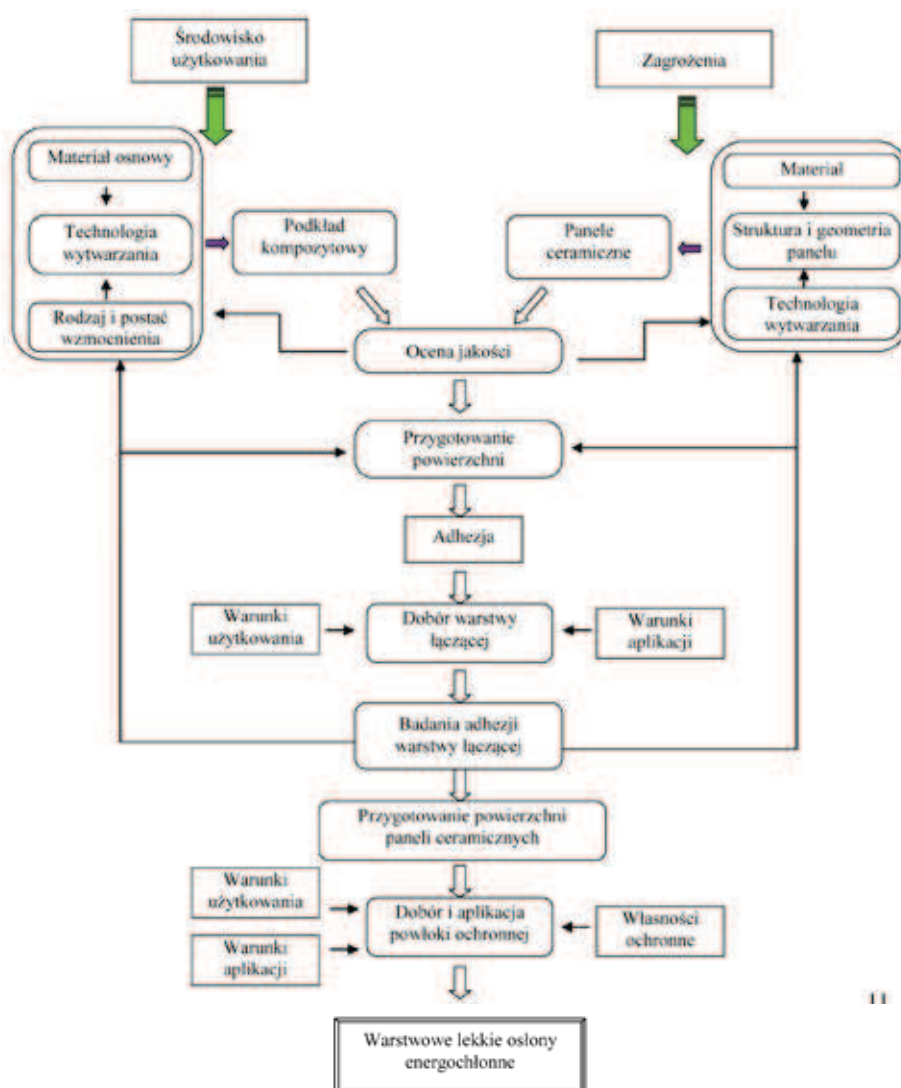 Środowisko
użytkowania
Zagrożenia
Materiał osnowy
Technologia
wytwarzania
Rodzaj i postać
wzmocnienia
Podkład
kompozytowy
Panele
ceramiczne
Materiał
Struktura i geometria
panelu
Technologia
wytwarzania
Ocena jakości
Przygotowanie
powierzchni
Adhezja
Warunki
użytkowania
Dobór warstwy
łączącej
Warunki
aplikacji
Badania adhezji
warstwy łączącej
Przygotowanie powierzchni
paneli ceramicznych
Warunki
użytkowania
Warunki
aplikacji
Dobór i aplikacja
powłoki ochronnej
Własności
ochronne
11
Warstwowe lekkie osłony
energochłonne